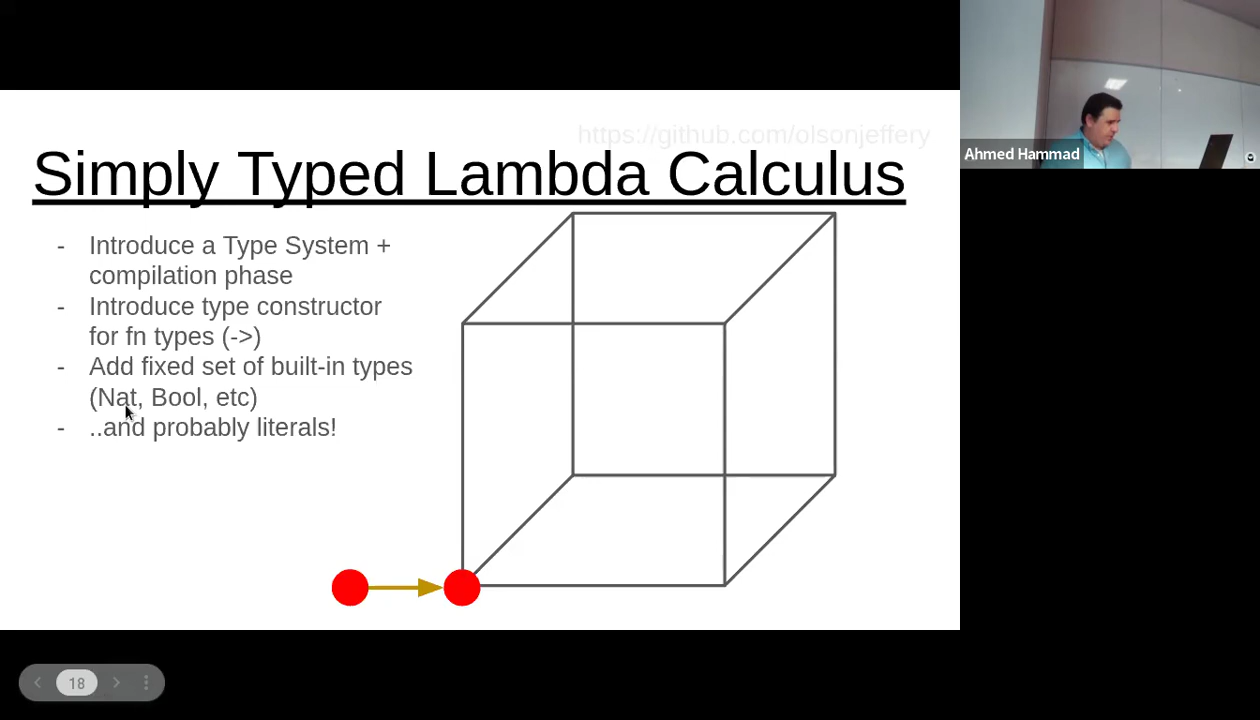 https://github.com/olsonjeffery
Simply Typed Lambda Calculus
- Introduce a Type System +
compilation phase
- Introduce type constructor
for fn types (->)
- Add fixed set of built-in types
(Nat, Bool, etc)
- ..and probably literals!
Ahmed Hammad
18